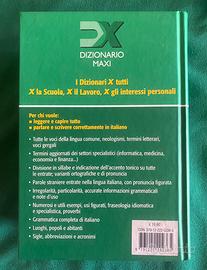 DX
DIZIONARIO
MAXI
I Dizionari X tutti
X la Scuola, X il Lavoro, X gli interessi personali
Per chi vuole:
• leggere e capire tutto
• parlare e scrivere correttamente in italiano
• Tutte le voci della lingua comune, neologismi, termini letterari,
voci gergali
• Termini aggiornati dei settori specialistici (informatica,
medicina, economia e finanza...)
• Divisione in sillabe e indicazione dell'accento tonico su tutte
le entrate; varianti ortografiche e di pronuncia
• Parole straniere entrate nella lingua, con pronuncia figurata
• Irregolarità, particolarità, accurate informazioni grammaticali
e note d'uso
• Numerosi e utili esempi, usi figurati, fraseologia idiomatica
e specialistica, proverbi
• Grammatica completa di italiano
• Luoghi, popoli e abitanti
• Sigle, abbreviazioni e acronimi